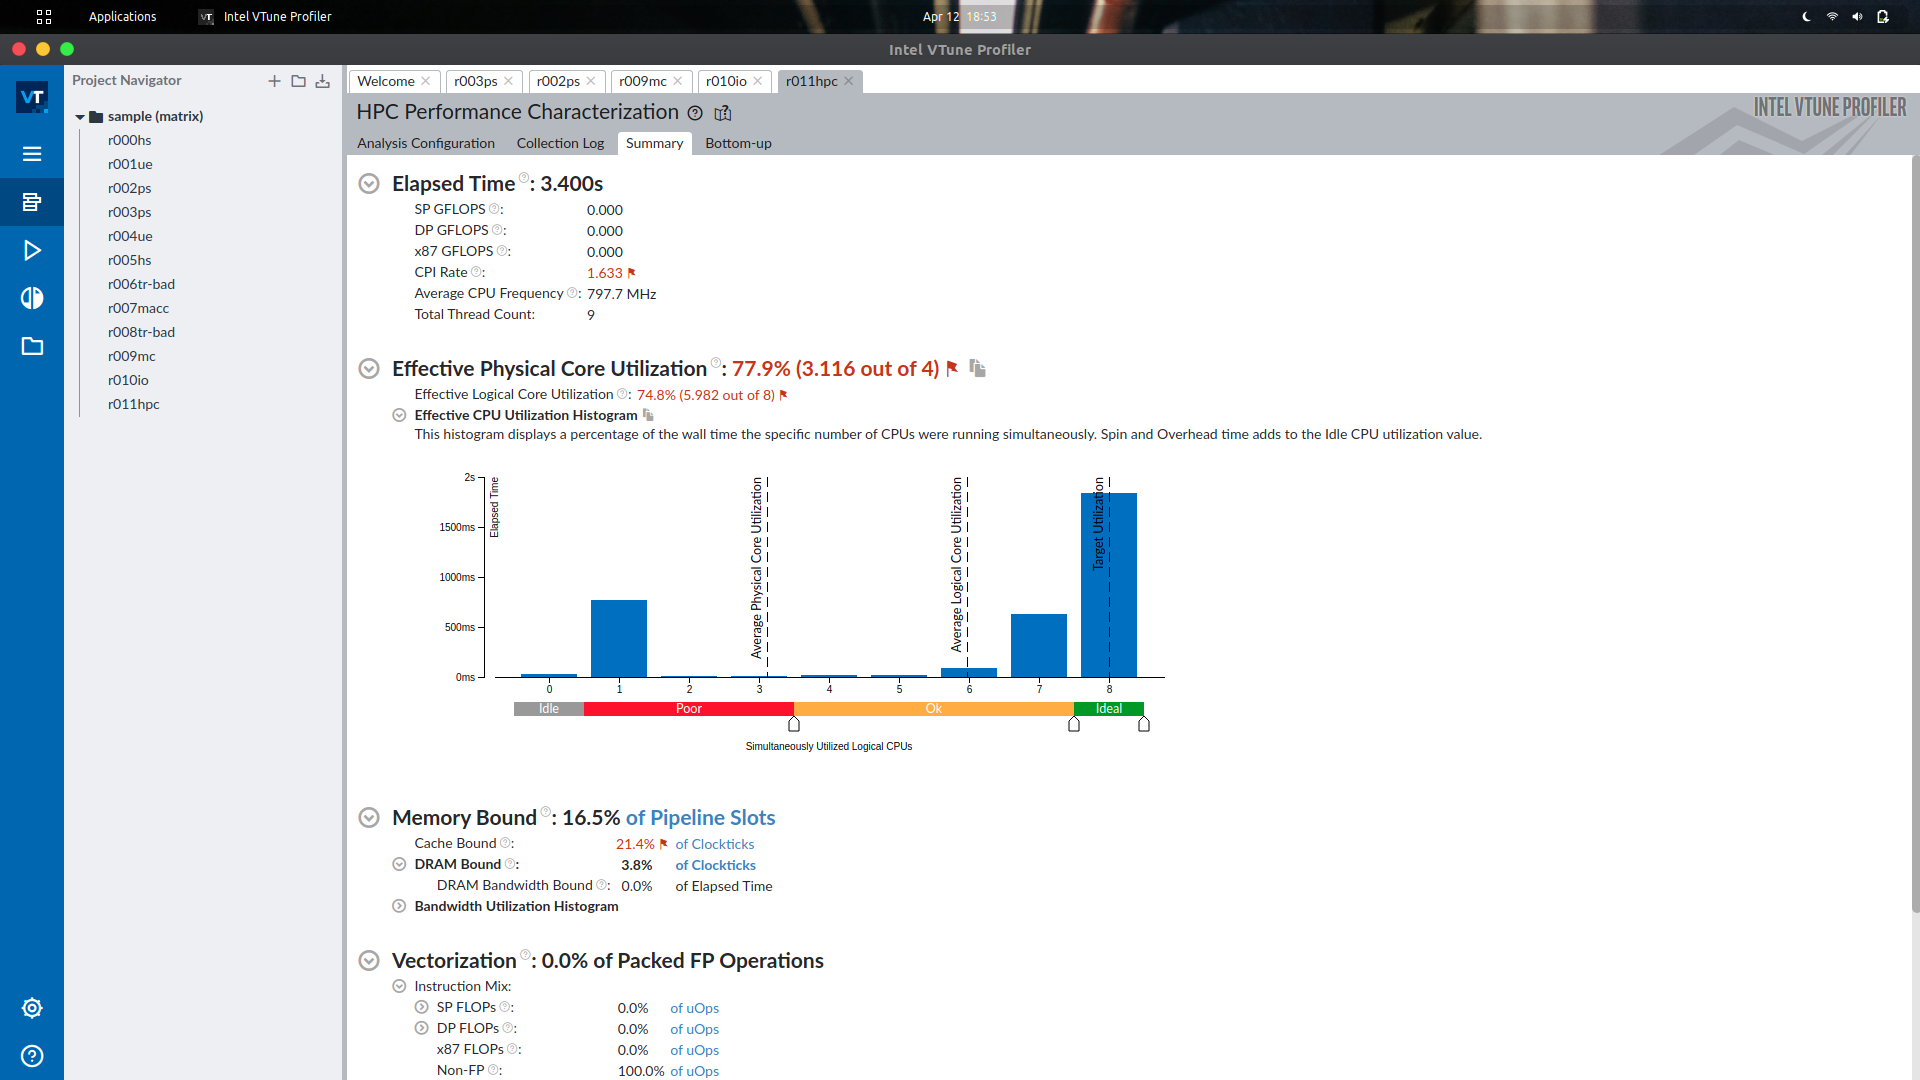 Applications
Intel VTune Profiler
Apr 12 18:53
Intel VTune Profiler
VT
Project Navigator
sample (matrix)
r000hs
r001ue
r002ps
r003ps
r004ue
r005hs
r006tr-bad
r007macc
r008tr-bad
r009mc
r010io
r011hpc
Welcome
r003ps
r002ps
r009mc
r010io
r011hpc
HPC Performance Characterization
INTEL VTUNE PROFILER
Analysis Configuration
Collection Log
Summary
Bottom-up
Elapsed Time: 3.400s
SP GFLOPS: 0.000
DP GFLOPS: 0.000
x87 GFLOPS: 0.000
CPI Rate: 1.633
Average CPU Frequency: 797.7 MHz
Total Thread Count: 9
Effective Physical Core Utilization: 77.9% (3.116 out of 4)
Effective Logical Core Utilization: 74.8% (5.982 out of 8)
Effective CPU Utilization Histogram
This histogram displays a percentage of the wall time the specific number of CPUs were running simultaneously. Spin and Overhead time adds to the Idle CPU utilization value.
2s
1500ms
1000ms
500ms
0ms
Elapsed Time
Average Physical Core Utilization
Average Logical Core Utilization
Target Utilization
0 1 2 3 4 5 6 7 8
Idle
Poor
Ok
Ideal
Simultaneously Utilized Logical CPUs
Memory Bound: 16.5% of Pipeline Slots
Cache Bound: 21.4% of Clockticks
DRAM Bound: 3.8% of Clockticks
DRAM Bandwidth Bound: 0.0% of Elapsed Time
Bandwidth Utilization Histogram
Vectorization: 0.0% of Packed FP Operations
Instruction Mix:
SP FLOPs: 0.0% of uOps
DP FLOPs: 0.0% of uOps
x87 FLOPs: 0.0% of uOps
Non-FP: 100.0% of uOps